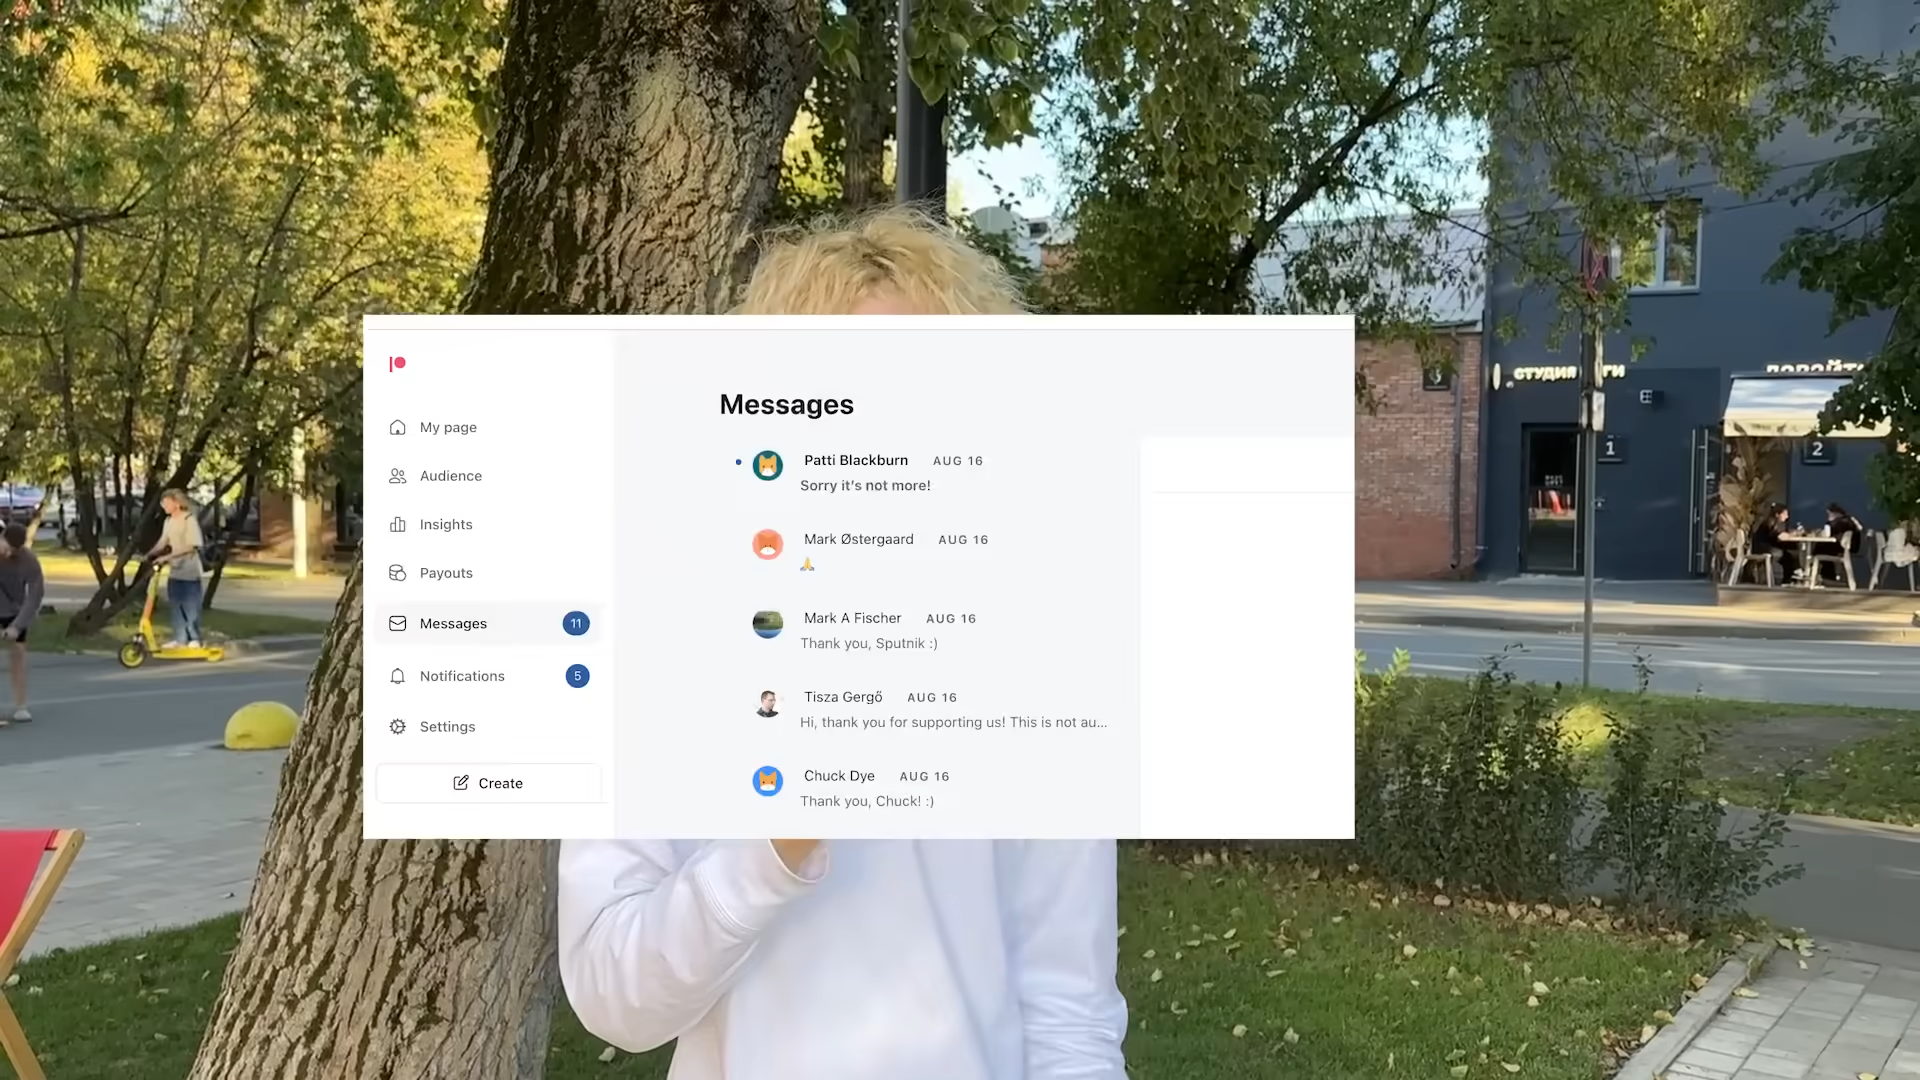 Messages
My page
Audience
Insights
Payouts
Messages 11
Notifications 5
Settings
Create
Patti Blackburn AUG 16
Sorry it's not more!
Mark Østergaard AUG 16
🙏
Mark A Fischer AUG 16
Thank you, Sputnik :)
Tisza Gergő AUG 16
Hi, thank you for supporting us! This is not au...
Chuck Dye AUG 16
Thank you, Chuck! :)
СТУДИЯ
1
2